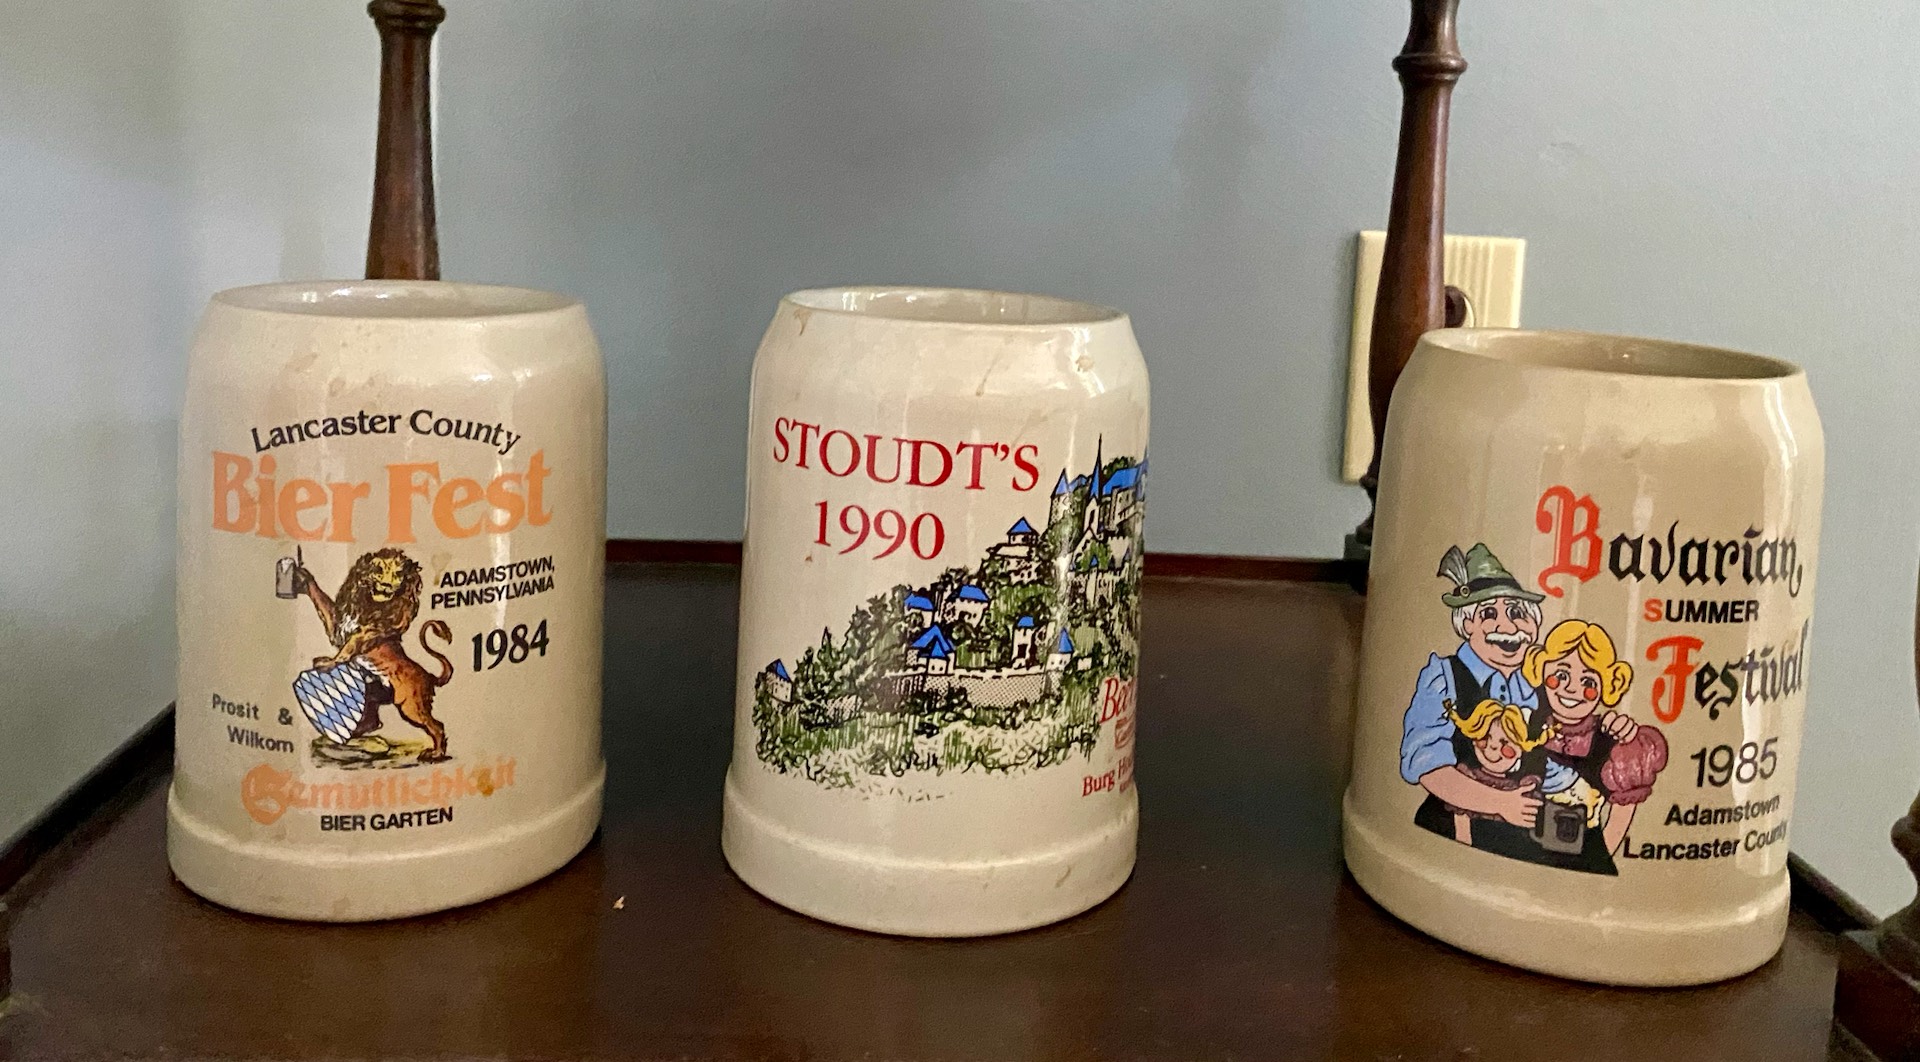 Lancaster County
Bier Fest
ADAMSTOWN,
PENNSYLVANIA
1984
Prosit &
Wilkom
Gemutlichkeit
BIER GARTEN
STOUDT'S
1990
Burg
Bavarian
SUMMER
Festival
1985
Adamstown
Lancaster County